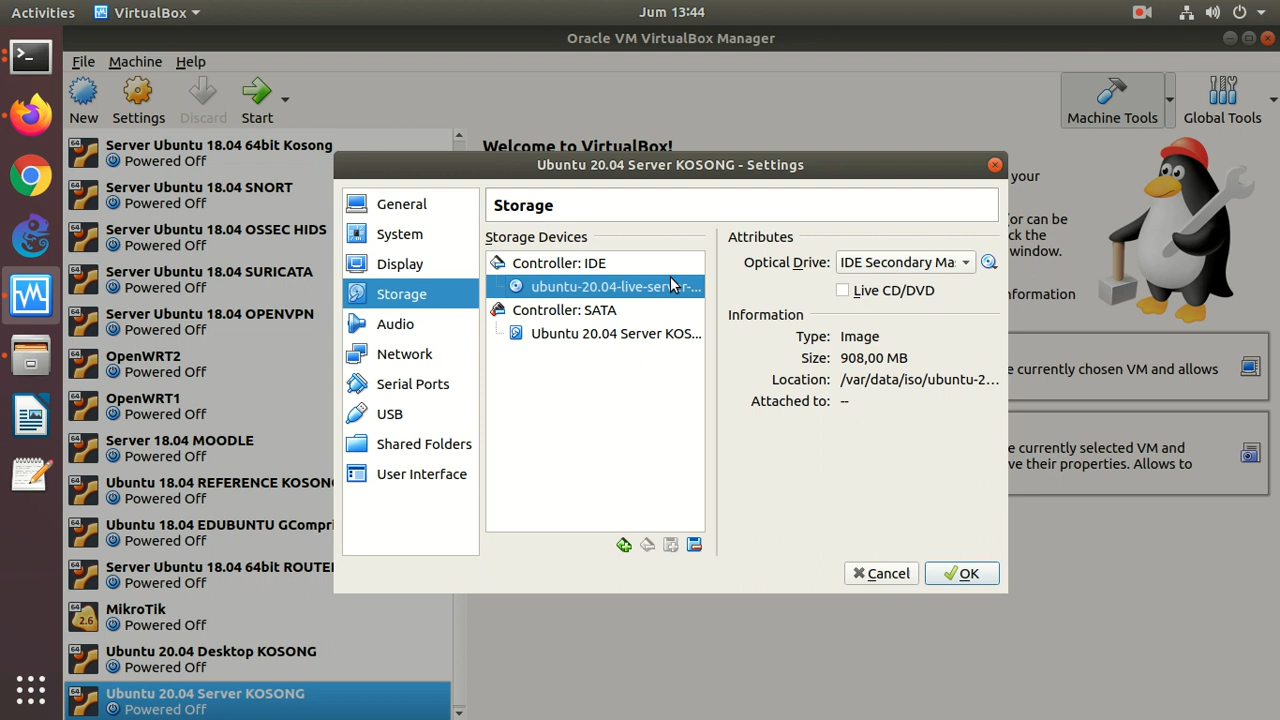 Activities
VirtualBox
Jum 13:44
Oracle VM VirtualBox Manager
File Machine Help
New
Settings
Discard
Start
Machine Tools
Global Tools
Server Ubuntu 18.04 64bit Kosong
Powered Off
Server Ubuntu 18.04 SNORT
Powered Off
Server Ubuntu 18.04 OSSEC HIDS
Powered Off
Server Ubuntu 18.04 SURICATA
Powered Off
Server Ubuntu 18.04 OPENVPN
Powered Off
OpenWRT2
Powered Off
OpenWRT1
Powered Off
Server 18.04 MOODLE
Powered Off
Ubuntu 18.04 REFERENCE KOSONG
Powered Off
Ubuntu 18.04 EDUBUNTU GCompri
Powered Off
Server Ubuntu 18.04 64bit ROUTER
Powered Off
2.6
MikroTik
Powered Off
Ubuntu 20.04 Desktop KOSONG
Powered Off
Ubuntu 20.04 Server KOSONG
Powered Off
Welcome to VirtualBox!
your
or can be
ck the
window.
nformation
e currently chosen VM and allows
e currently selected VM and
ve their properties. Allows to
Ubuntu 20.04 Server KOSONG - Settings
General
System
Display
Storage
Audio
Network
Serial Ports
USB
Shared Folders
User Interface
Storage
Storage Devices
Controller: IDE
ubuntu-20.04-live-server-...
Controller: SATA
Ubuntu 20.04 Server KOS...
Attributes
Optical Drive: IDE Secondary Ma
Live CD/DVD
Information
Type: Image
Size: 908,00 MB
Location: /var/data/iso/ubuntu-2...
Attached to: --
Cancel
OK